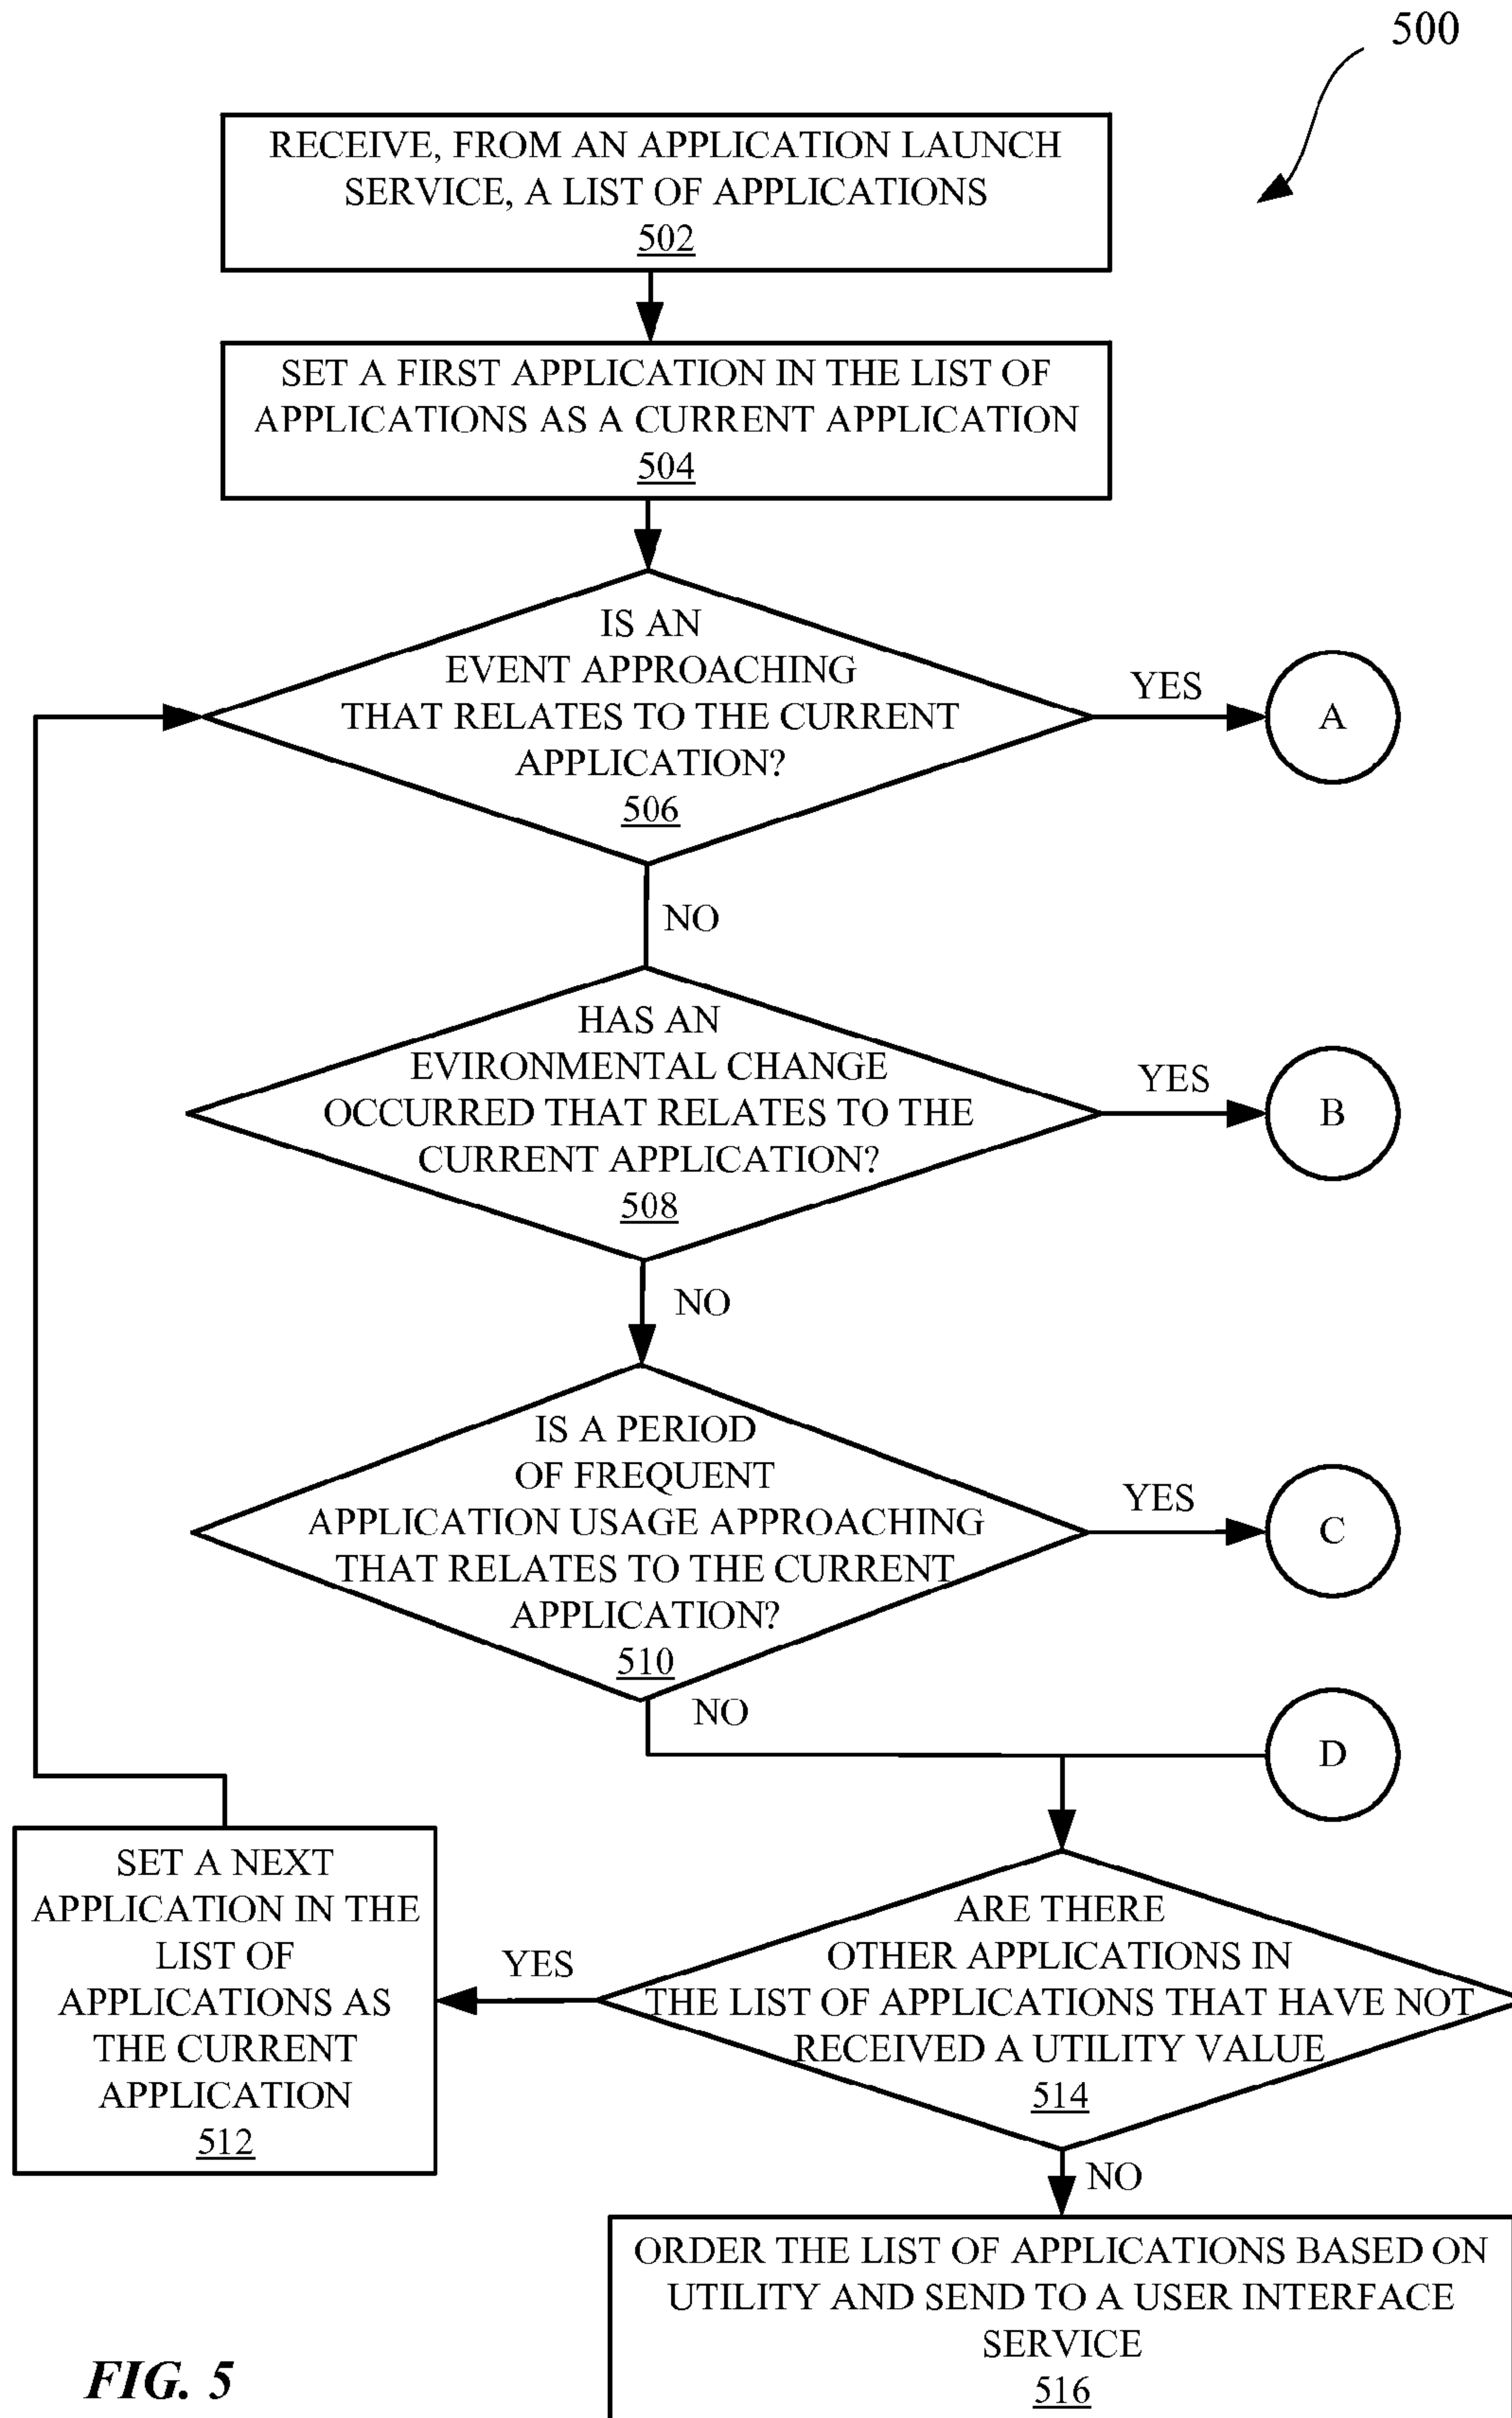 500
RECEIVE, FROM AN APPLICATION LAUNCH
SERVICE, A LIST OF APPLICATIONS
502
SET A FIRST APPLICATION IN THE LIST OF
APPLICATIONS AS A CURRENT APPLICATION
504
IS AN
EVENT APPROACHING
THAT RELATES TO THE CURRENT
APPLICATION?
506
YES
A
NO
HAS AN
EVIRONMENTAL CHANGE
OCCURRED THAT RELATES TO THE
CURRENT APPLICATION?
508
YES
B
NO
IS A PERIOD
OF FREQUENT
APPLICATION USAGE APPROACHING
THAT RELATES TO THE CURRENT
APPLICATION?
510
YES
C
NO
D
SET A NEXT
APPLICATION IN THE
LIST OF
APPLICATIONS AS
THE CURRENT
APPLICATION
512
YES
ARE THERE
OTHER APPLICATIONS IN
THE LIST OF APPLICATIONS THAT HAVE NOT
RECEIVED A UTILITY VALUE
514
NO
ORDER THE LIST OF APPLICATIONS BASED ON
UTILITY AND SEND TO A USER INTERFACE
SERVICE
516
FIG. 5